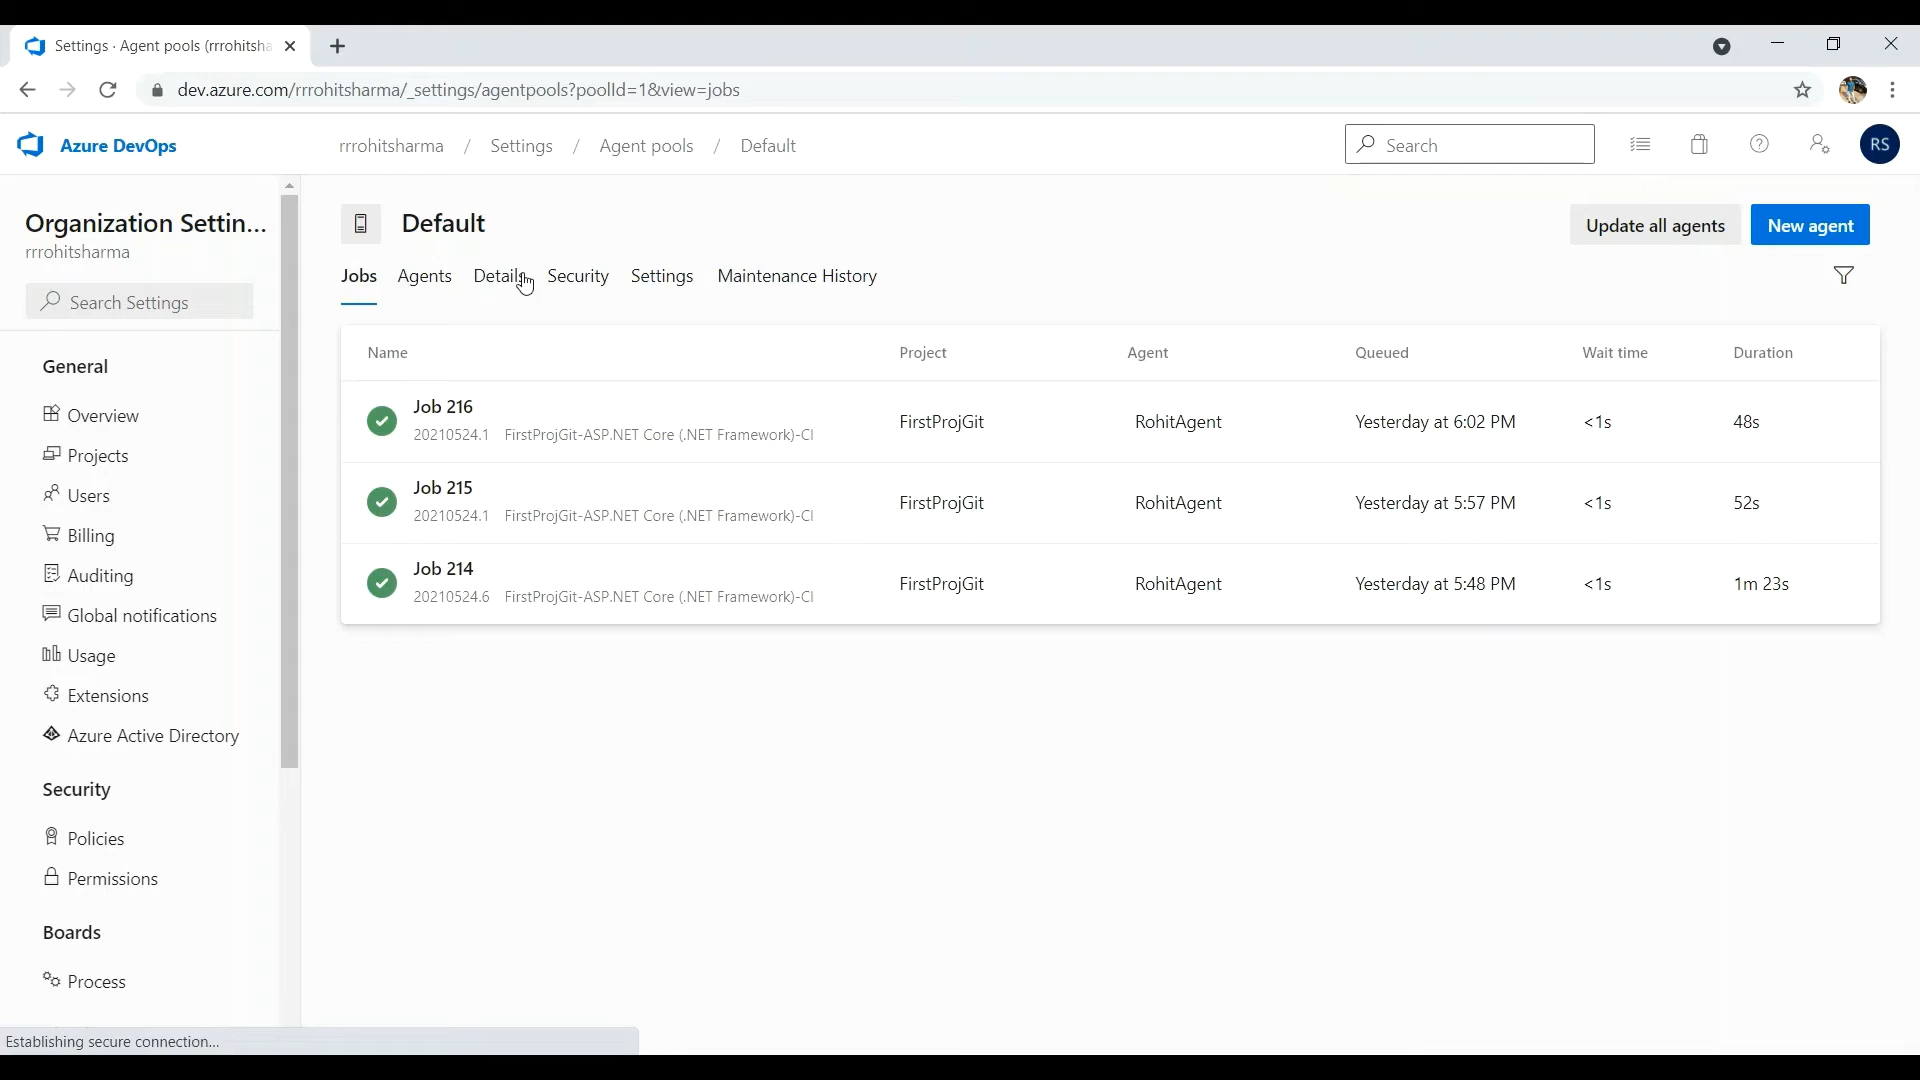 Settings · Agent pools (rrrohitsha
dev.azure.com/rrrohitsharma/_settings/agentpools?poolId=1&view=jobs
Azure DevOps
rrrohitsharma / Settings / Agent pools / Default
Search
RS
Organization Settin...
rrrohitsharma
Search Settings
General
Overview
Projects
Users
Billing
Auditing
Global notifications
Usage
Extensions
Azure Active Directory
Security
Policies
Permissions
Boards
Process
Default
Update all agents
New agent
Jobs Agents Details Security Settings Maintenance History
Name Project Agent Queued Wait time Duration
Job 216
20210524.1 FirstProjGit-ASP.NET Core (.NET Framework)-CI
FirstProjGit RohitAgent Yesterday at 6:02 PM <1s 48s
Job 215
20210524.1 FirstProjGit-ASP.NET Core (.NET Framework)-CI
FirstProjGit RohitAgent Yesterday at 5:57 PM <1s 52s
Job 214
20210524.6 FirstProjGit-ASP.NET Core (.NET Framework)-CI
FirstProjGit RohitAgent Yesterday at 5:48 PM <1s 1m 23s
Establishing secure connection...